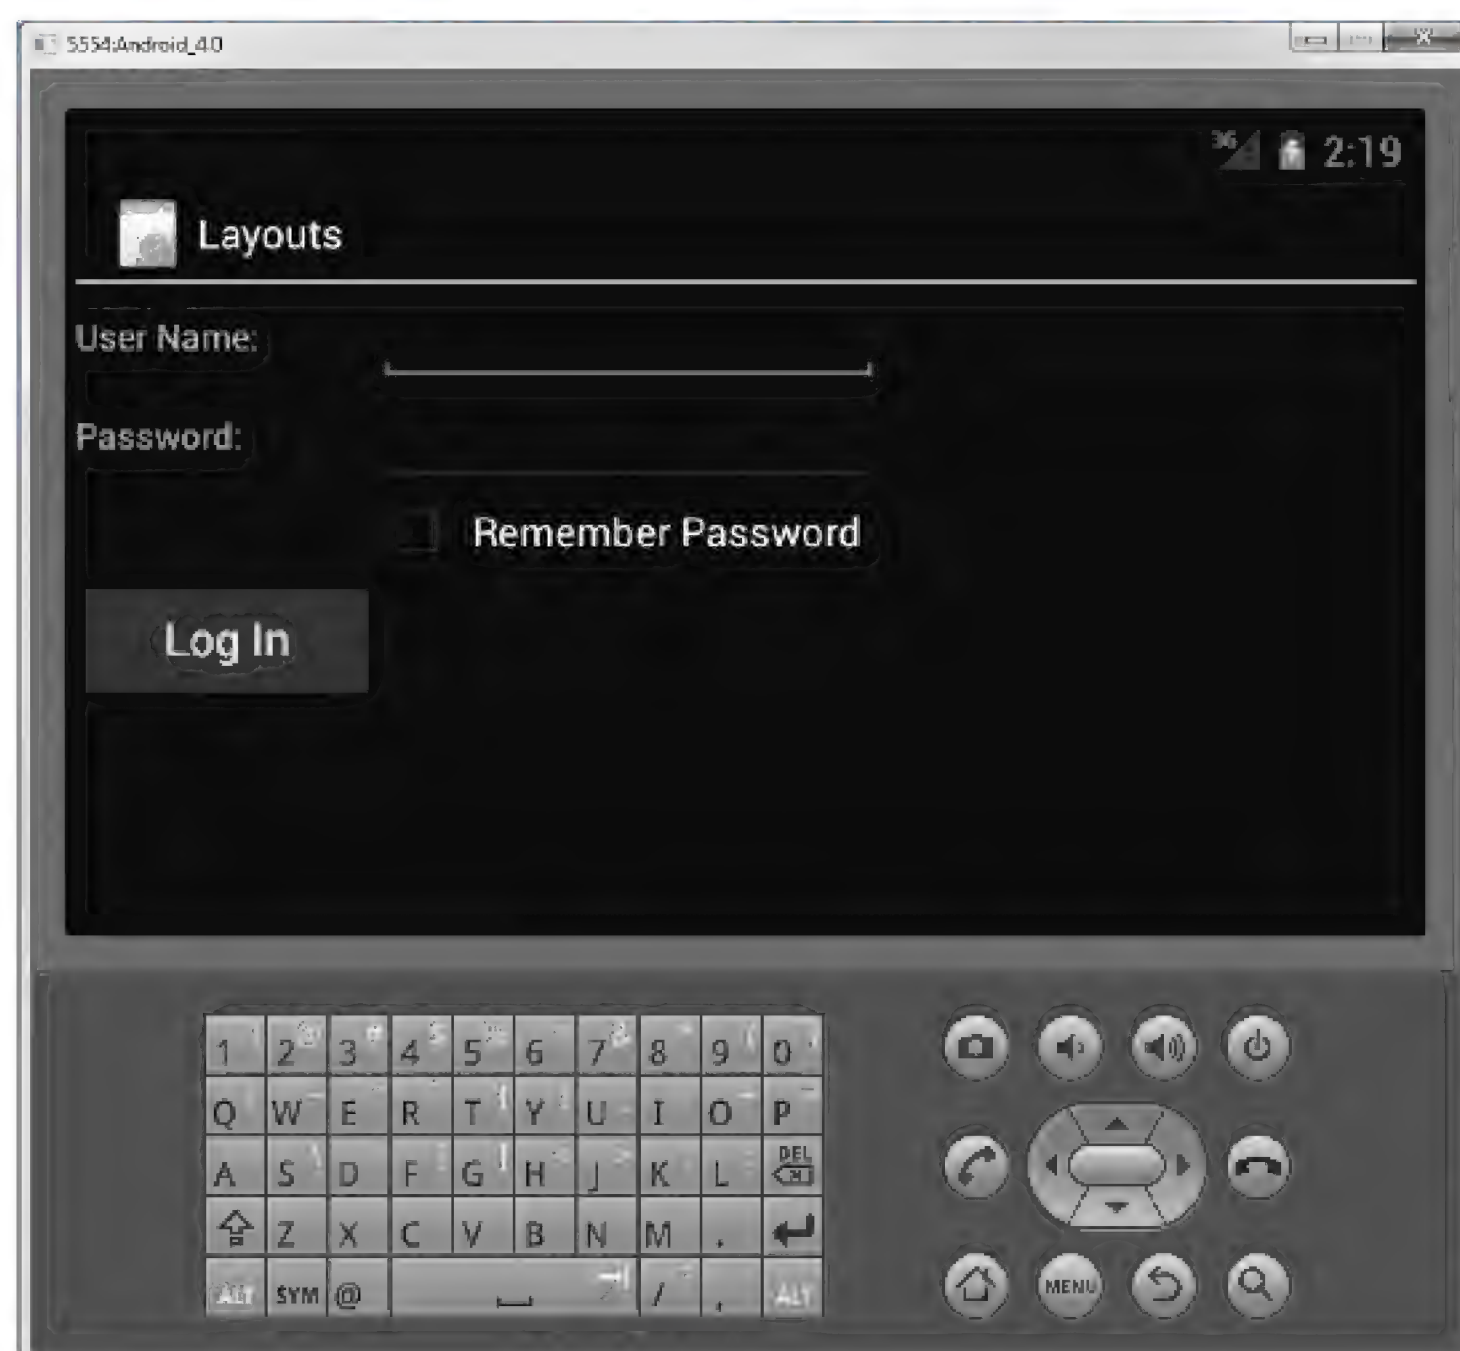 5554:Android_4.0
3G 2:19
Layouts
User Name:
Password:
Remember Password
Log In
1 2 3 4 5 6 7 8 9 0
Q W E R T Y U I O P
A S D F G H J K L DEL
Z X C V B N M .
ALT SYM @ / , ALT
MENU